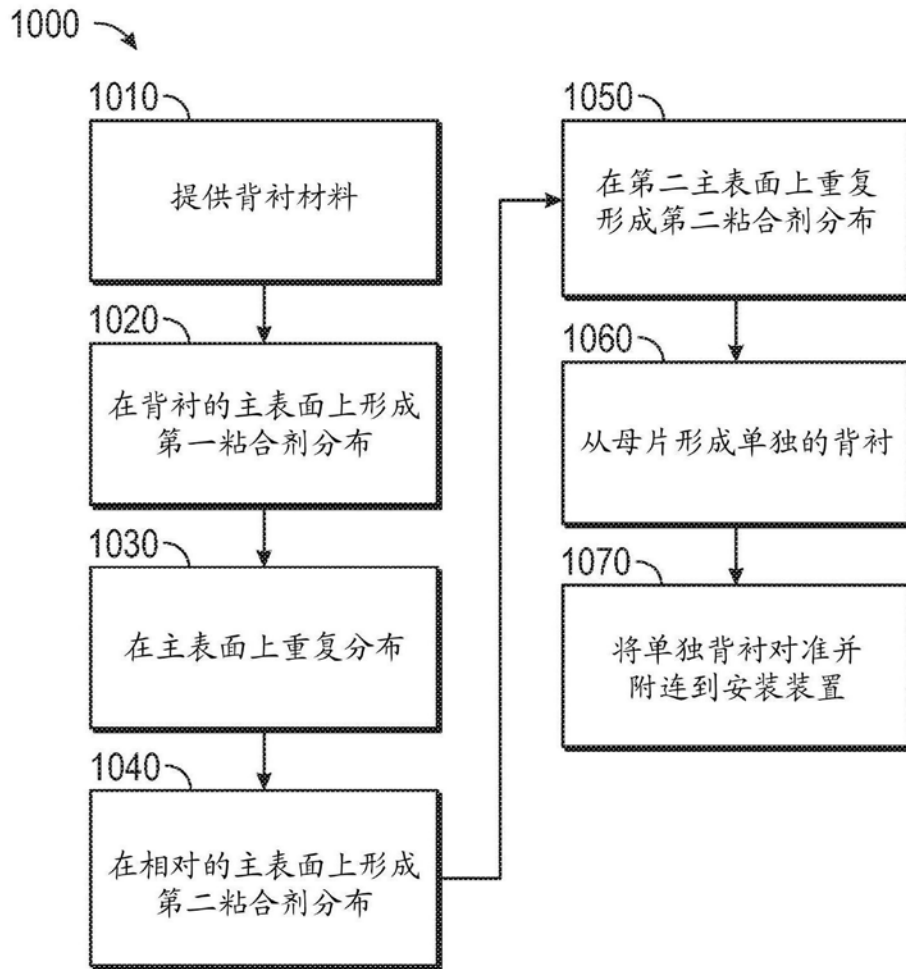 1000
1010
提供背衬材料
1020
在背衬的主表面上形成
第一粘合剂分布
1030
在主表面上重复分布
1040
在相对的主表面上形成
第二粘合剂分布
1050
在第二主表面上重复
形成第二粘合剂分布
1060
从母片形成单独的背衬
1070
将单独背衬对准并
附连到安装装置